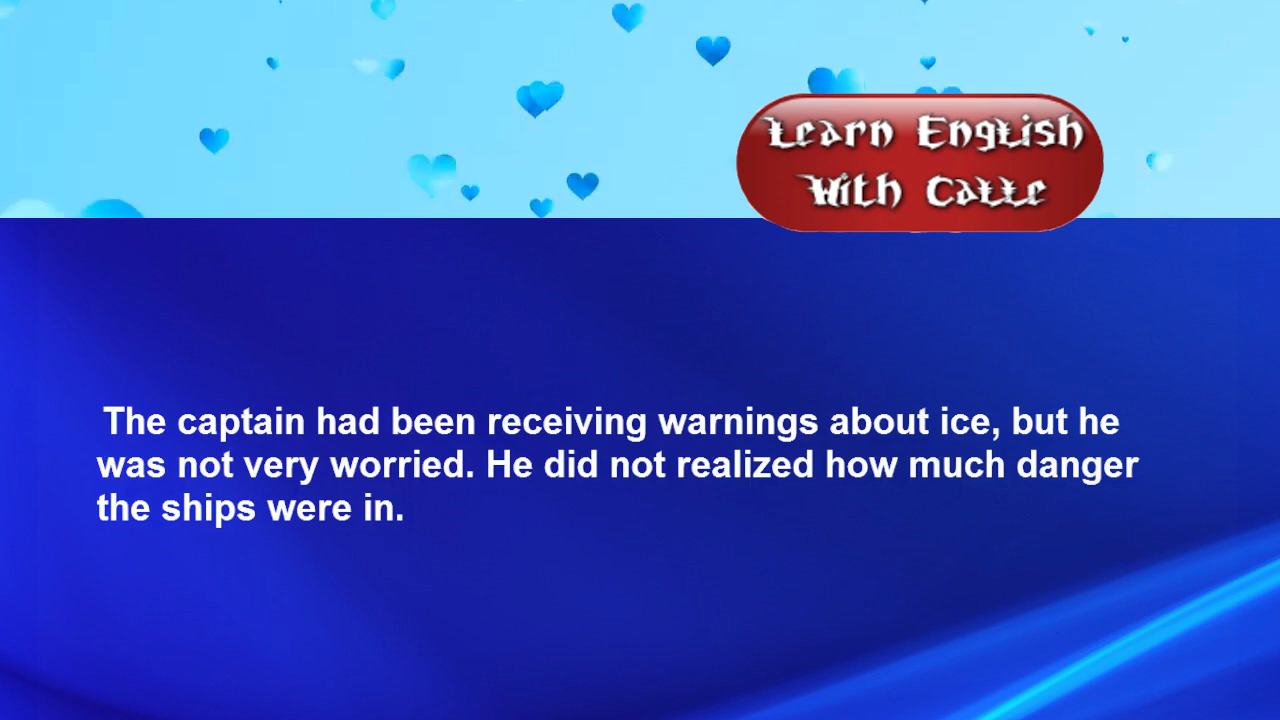 Learn English
With Calle
The captain had been receiving warnings about ice, but he
was not very worried. He did not realized how much danger
the ships were in.